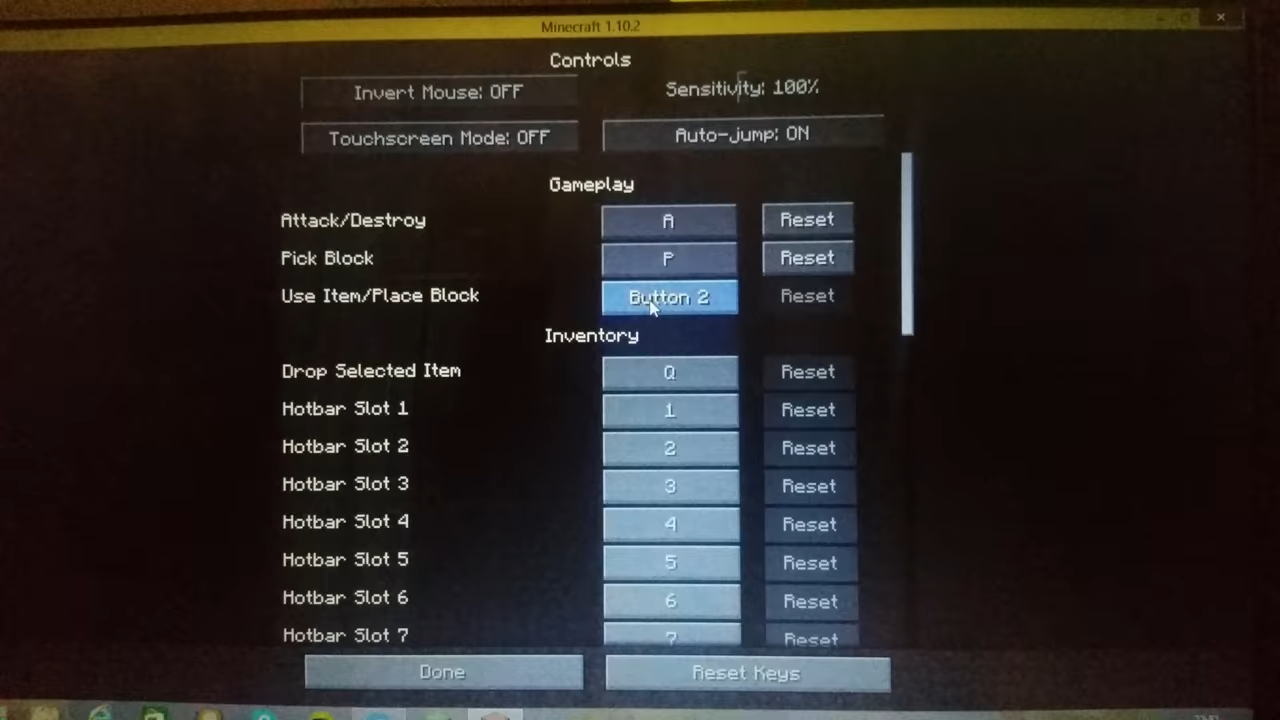 Minecraft 1.10.2
Controls
Invert Mouse: OFF Sensitivity: 100%
Touchscreen Mode: OFF Auto-jump: ON
Gameplay
Attack/Destroy A Reset
Pick Block P Reset
Use Item/Place Block Button 2 Reset
Inventory
Drop Selected Item Q Reset
Hotbar Slot 1 1 Reset
Hotbar Slot 2 2 Reset
Hotbar Slot 3 3 Reset
Hotbar Slot 4 4 Reset
Hotbar Slot 5 5 Reset
Hotbar Slot 6 6 Reset
Hotbar Slot 7 7 Reset
Done Reset Keys